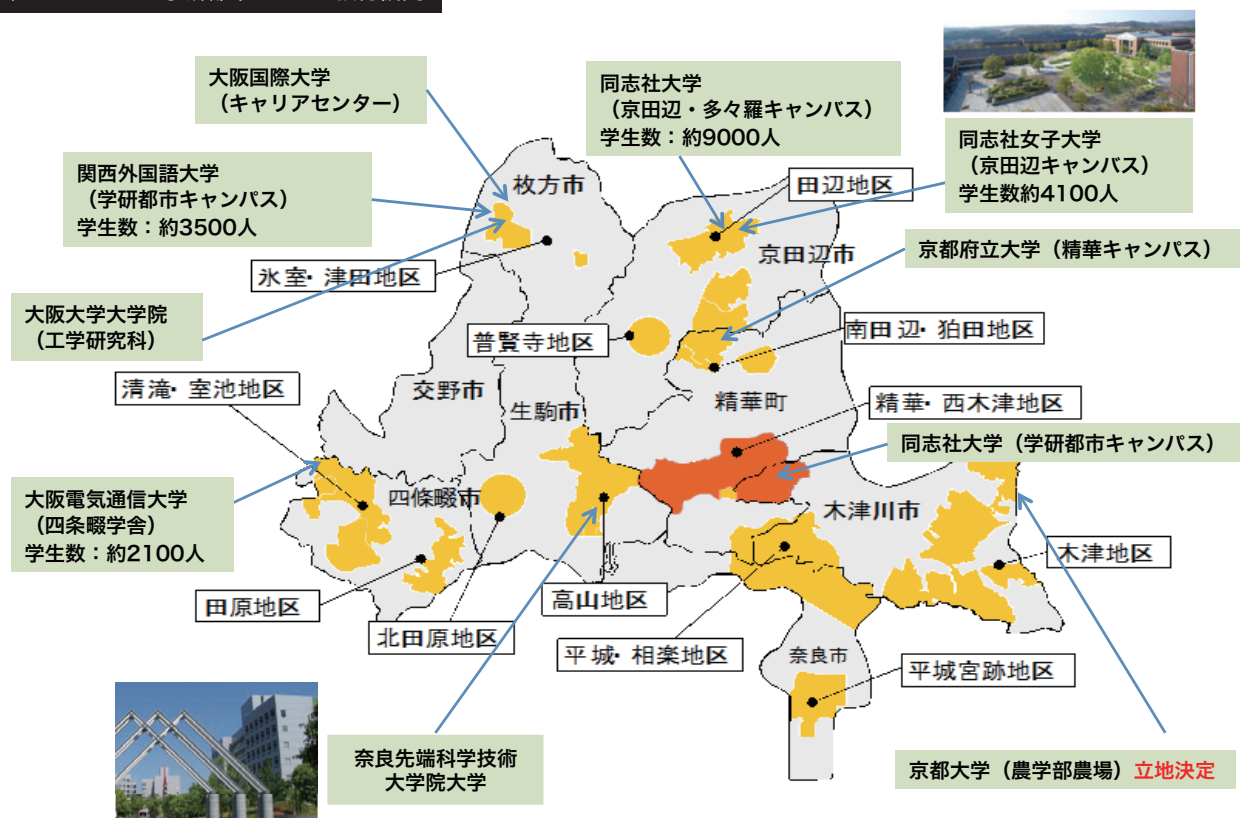 大阪国際大学
（キャリアセンター）
同志社大学
（京田辺・多々羅キャンパス）
学生数：約9000人
同志社女子大学
（京田辺キャンパス）
学生数約4100人
関西外国語大学
（学研都市キャンパス）
学生数：約3500人
枚方市
田辺地区
京都府立大学（精華キャンパス）
京田辺市
氷室・津田地区
大阪大学大学院
（工学研究科）
普賢寺地区
南田辺・狛田地区
清滝・室池地区
交野市
生駒市
精華町
精華・西木津地区
同志社大学（学研都市キャンパス）
大阪電気通信大学
（四条畷学舎）
学生数：約2100人
四條畷市
木津川市
木津地区
田原地区
高山地区
北田原地区
平城・相楽地区
奈良市
平城宮跡地区
奈良先端科学技術
大学院大学
京都大学（農学部農場）立地決定